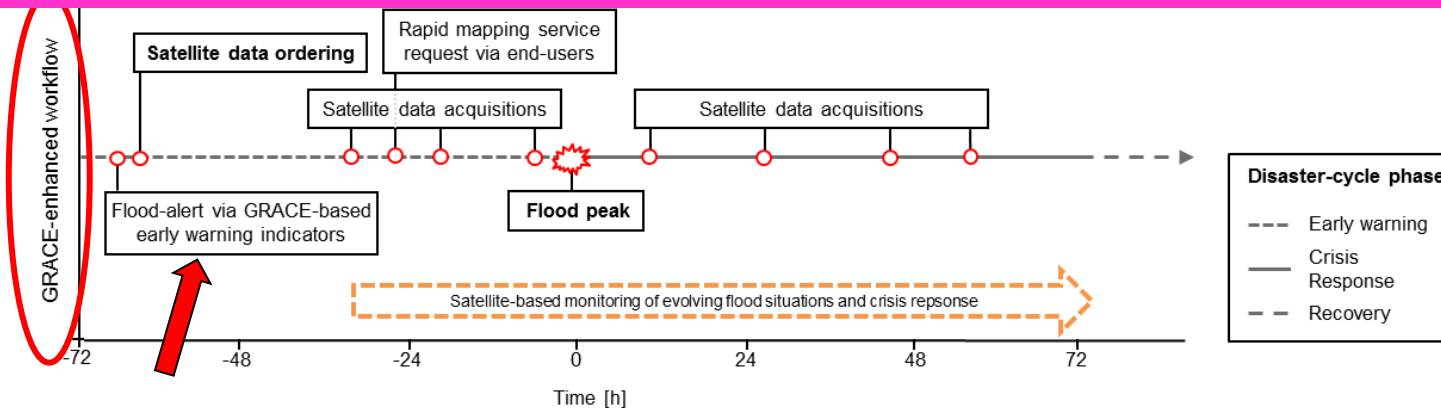 GRACE-enhanced workflow
Satellite data ordering
Rapid mapping service
request via end-users
Satellite data acquisitions
Satellite data acquisitions
Flood-alert via GRACE-based
early warning indicators
Flood peak
Satellite-based monitoring of evolving flood situations and crisis repsonse
Disaster-cycle phase
Early warning
Crisis
Response
Recovery
-72
-48
-24
0
24
48
72
Time [h]